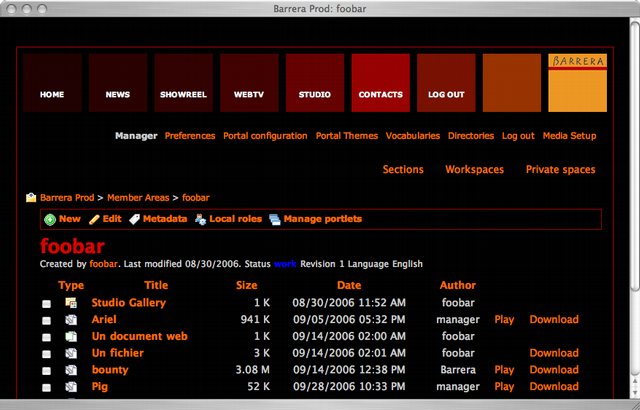 Barrera Prod: foobar
BARRERA
HOME NEWS SHOWREEL WEBTV STUDIO CONTACTS LOG OUT
Manager Preferences Portal configuration Portal Themes Vocabularies Directories Log out Media Setup
Sections Workspaces Private spaces
Barrera Prod > Member Areas > foobar
New Edit Metadata Local roles Manage portlets
foobar
Created by foobar. Last modified 08/30/2006. Status work Revision 1 Language English
Type Title Size Date Author
Studio Gallery 1 K 08/30/2006 11:52 AM foobar
Ariel 941 K 09/05/2006 05:32 PM manager Play Download
Un document web 1 K 09/14/2006 02:00 AM foobar
Un fichier 3 K 09/14/2006 02:01 AM foobar Download
bounty 3.08 M 09/14/2006 12:38 PM Barrera Play Download
Pig 52 K 09/28/2006 10:33 PM manager Play Download